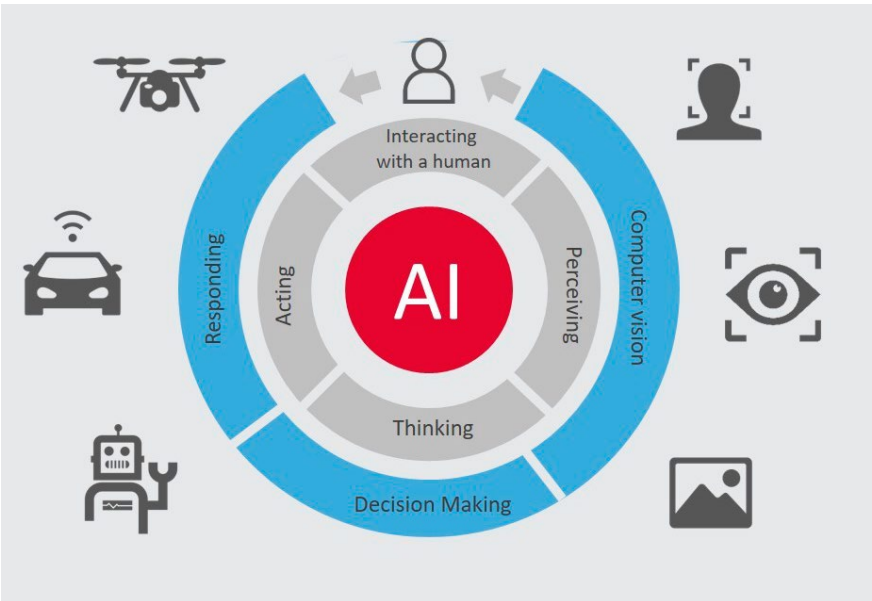 Interacting
with a human
AI
Acting
Perceiving
Thinking
Responding
Computer vision
Decision Making